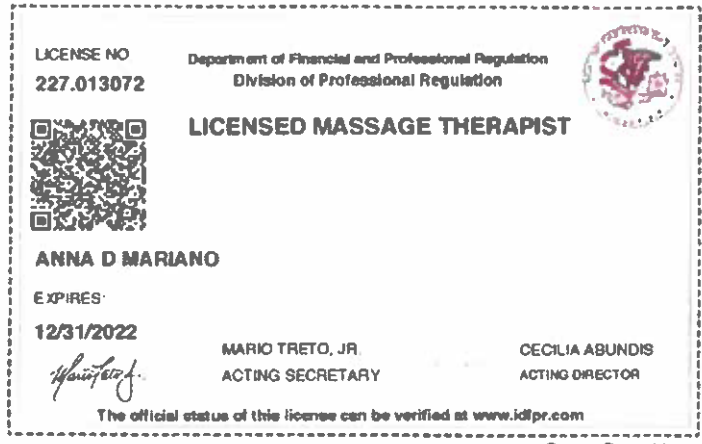 LICENSE NO
227.013072
Department of Financial and Professional Regulation
Division of Professional Regulation
LICENSED MASSAGE THERAPIST
ANNA D MARIANO
EXPIRES:
12/31/2022
MARIO TRETO, JR.
ACTING SECRETARY
CECILIA ABUNDIS
ACTING DIRECTOR
The official status of this license can be verified at www.idfpr.com